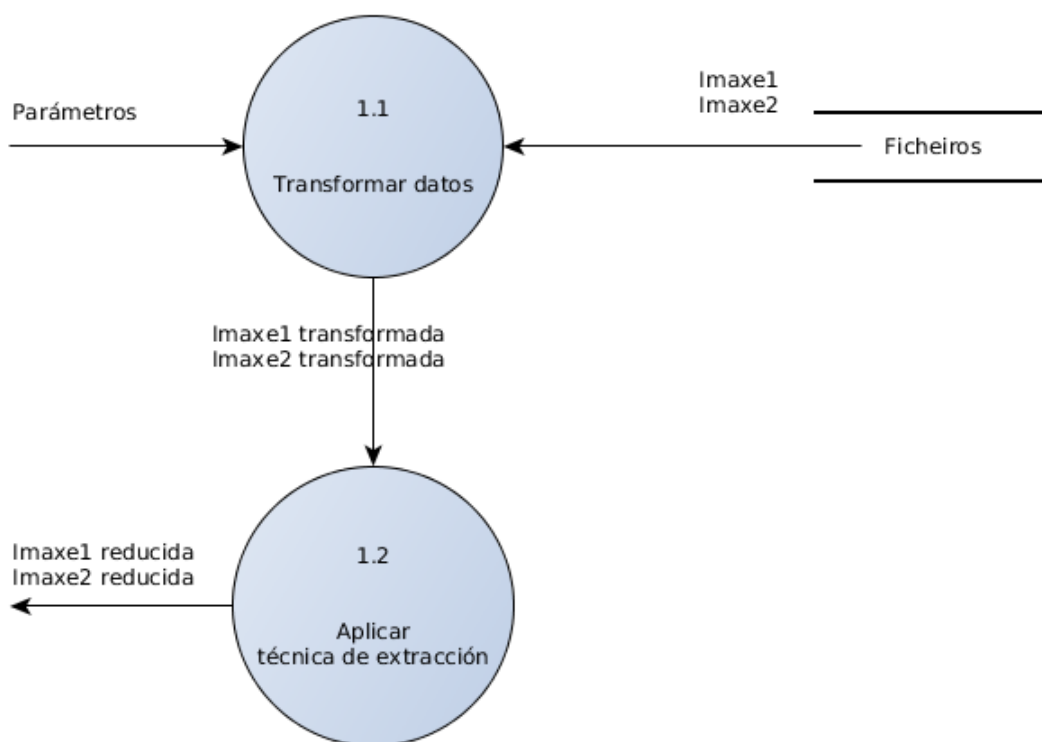 Imaxe1
Imaxe2
Parámetros
1.1
Transformar datos
Ficheiros
Imaxe1 transformada
Imaxe2 transformada
Imaxe1 reducida
Imaxe2 reducida
1.2
Aplicar
técnica de extracción